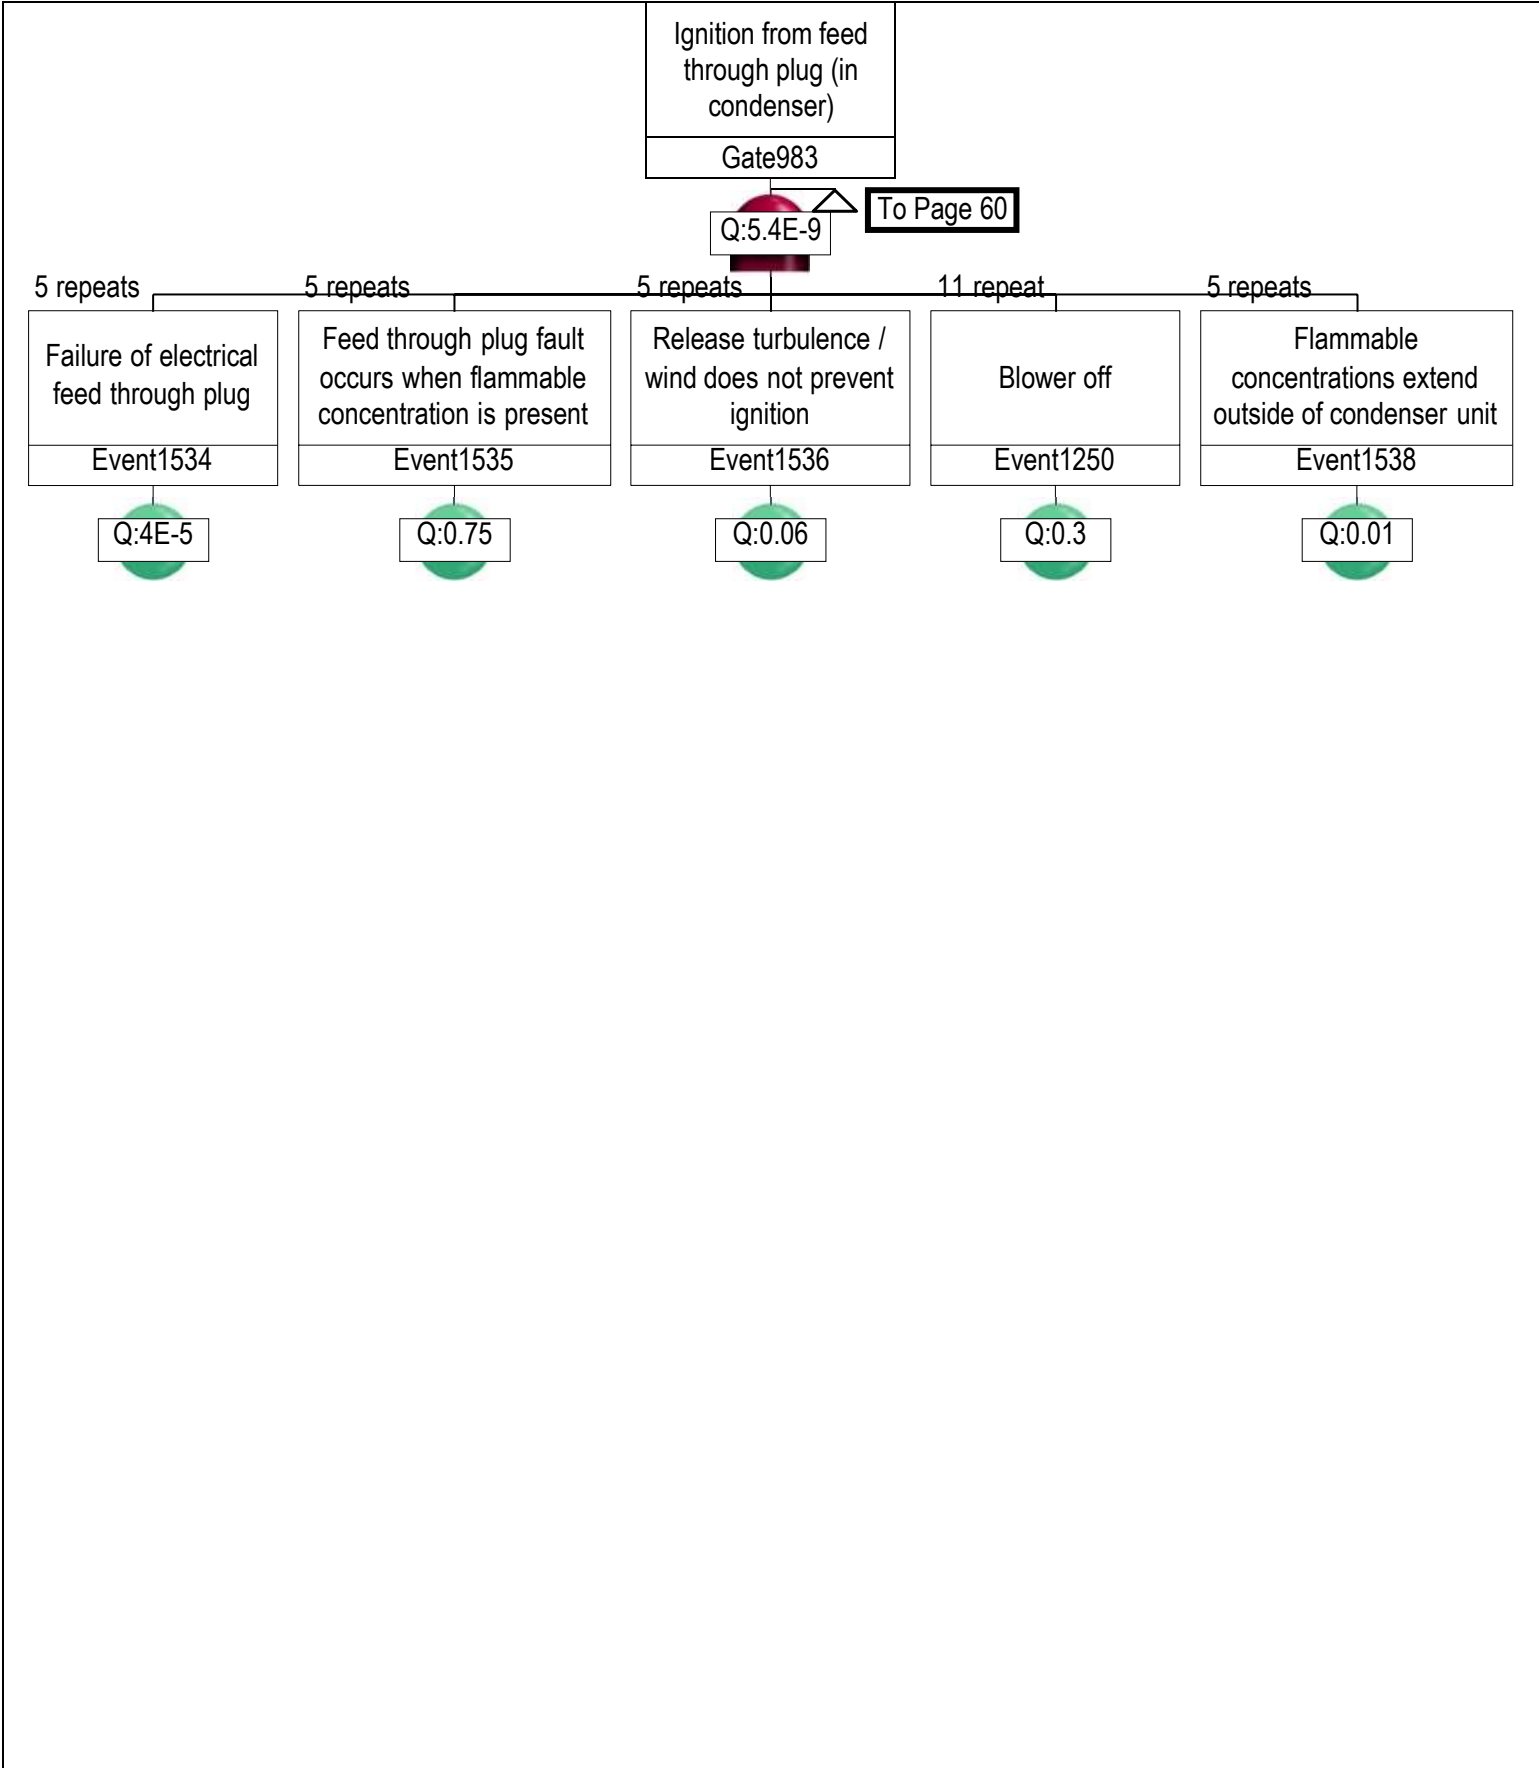 Ignition from feed
through plug (in
condenser)
Gate983
To Page 60
Q:5.4E-9
5 repeats
5 repeats
5 repeats
11 repeat
5 repeats
Failure of electrical
feed through plug
Event1534
Q:4E-5
Feed through plug fault
occurs when flammable
concentration is present
Event1535
Q:0.75
Release turbulence /
wind does not prevent
ignition
Event1536
Q:0.06
Blower off
Event1250
Q:0.3
Flammable
concentrations extend
outside of condenser unit
Event1538
Q:0.01